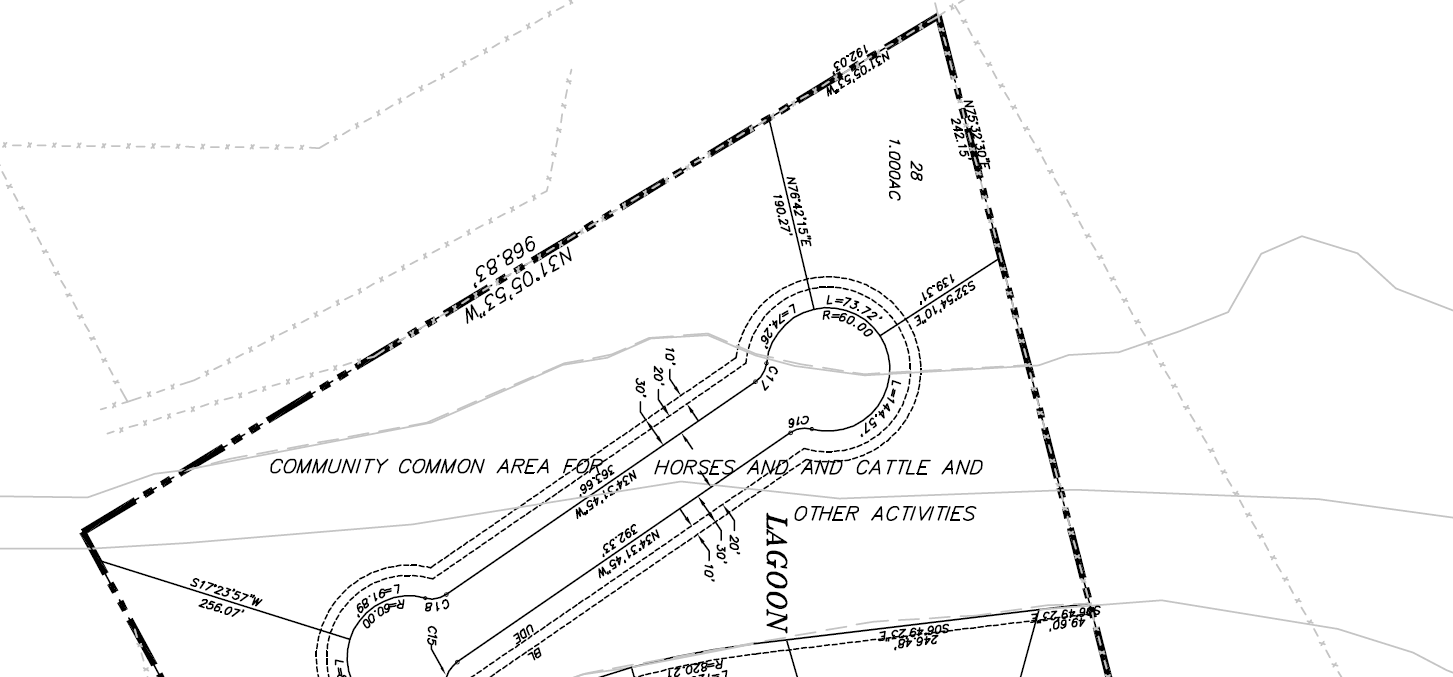 192.03'
N31°05'53"W
N75°32'30"E
242.15'
28
1.000AC
N76°42'15"E
190.27'
968.83'
N31°05'53"W
139.31'
S32°54'10"E
L=73.72'
R=60.00
L=74.26'
C17
L=144.57'
C16
10'
20'
30'
COMMUNITY COMMON AREA FOR HORSES AND AND CATTLE AND
OTHER ACTIVITIES
363.66'
N34°31'45"W
392.33'
N34°31'45"W
20'
30'
10'
LAGOON
S17°23'57"W
256.07'
L=91.89
R=60.00
C18
C15
UDE
BL
S06°49'23"E
49.60'
S06°49'23"E
246.48'
R=820.21